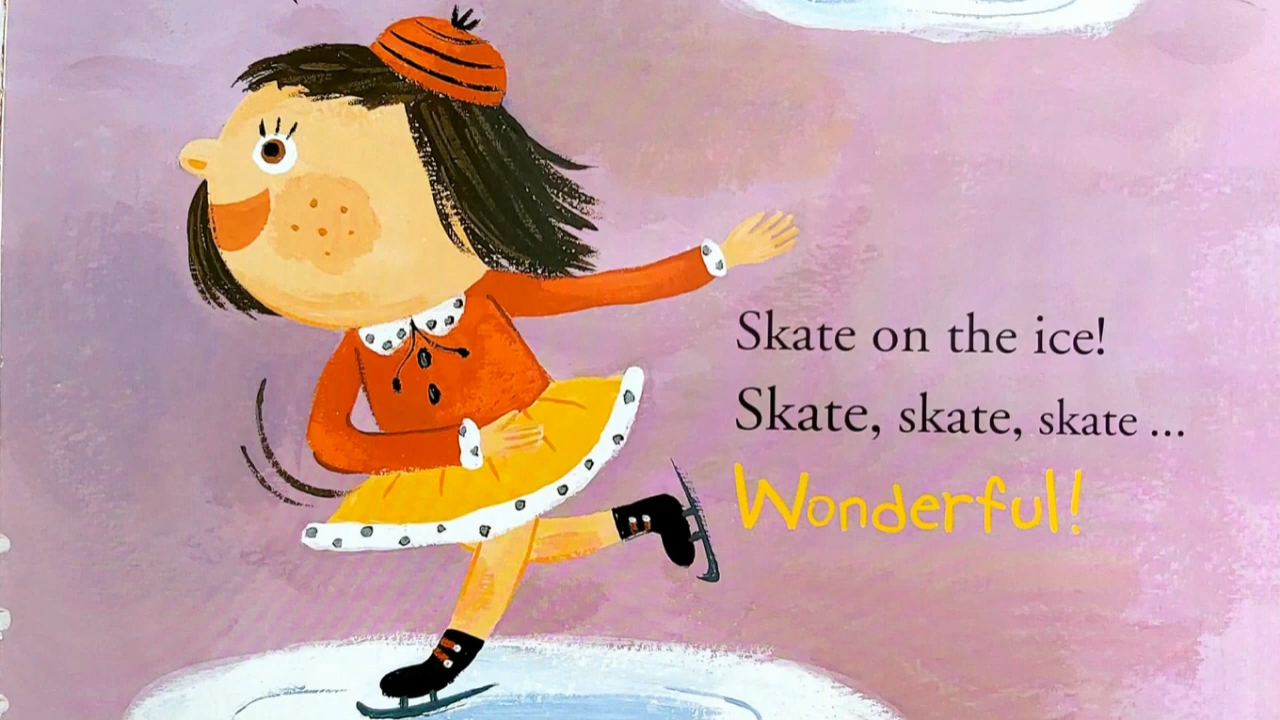 Skate on the ice!
Skate, skate, skate ...
Wonderful!